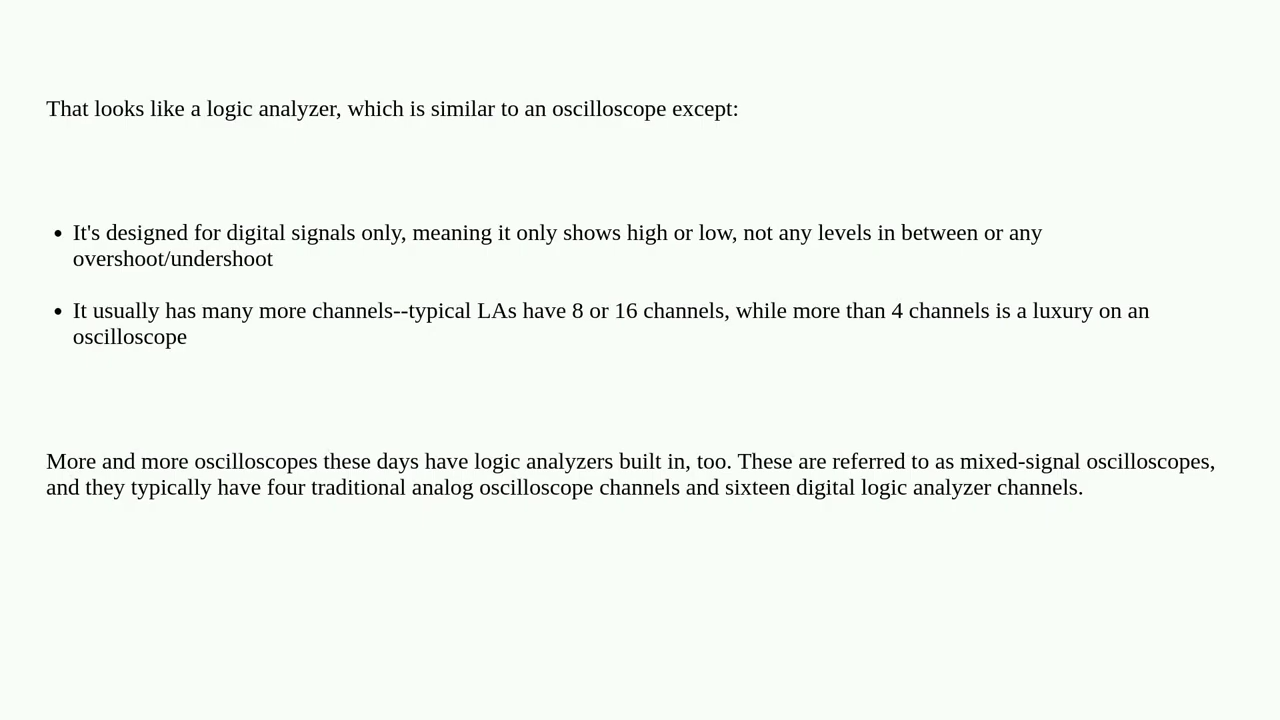 That looks like a logic analyzer, which is similar to an oscilloscope except:
• It's designed for digital signals only, meaning it only shows high or low, not any levels in between or any
overshoot/undershoot
• It usually has many more channels--typical LAs have 8 or 16 channels, while more than 4 channels is a luxury on an
oscilloscope
More and more oscilloscopes these days have logic analyzers built in, too. These are referred to as mixed-signal oscilloscopes,
and they typically have four traditional analog oscilloscope channels and sixteen digital logic analyzer channels.